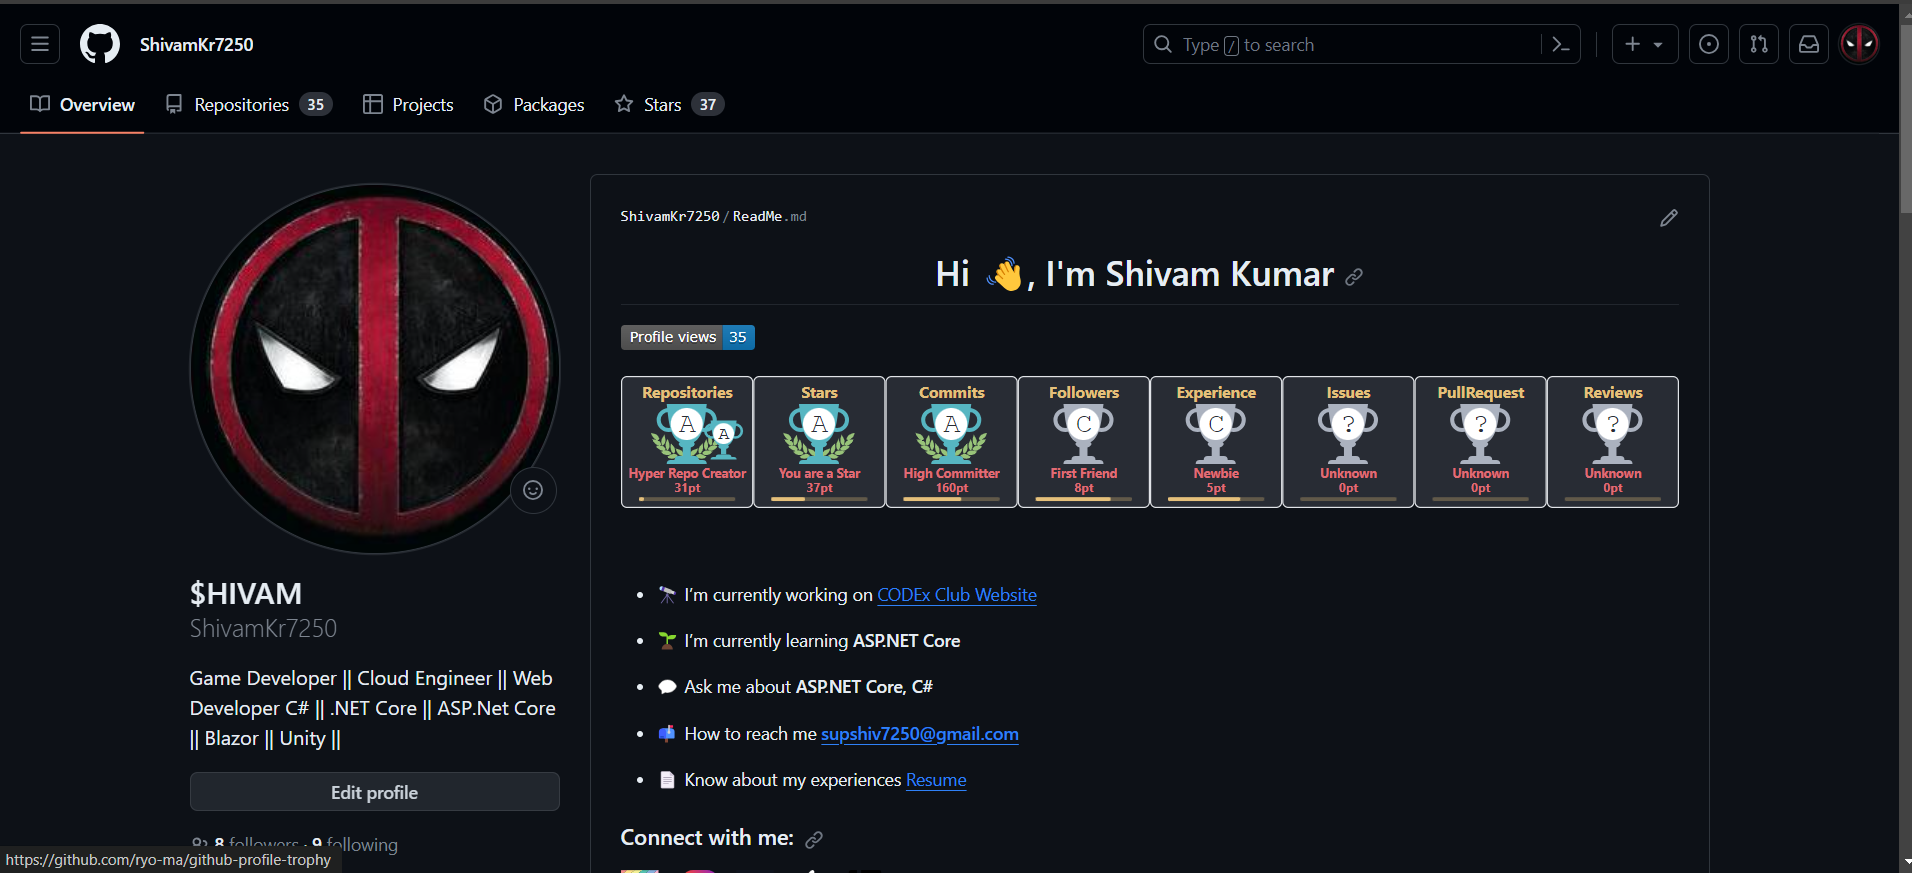 ShivamKr7250
Type / to search
Overview
Repositories 35
Projects
Packages
Stars 37
ShivamKr7250/ReadMe.md
Hi 👋, I'm Shivam Kumar
Profile views 35
Repositories
A
A
Hyper Repo Creator
31pt
Stars
A
You are a Star
37pt
Commits
A
High Committer
160pt
Followers
C
First Friend
8pt
Experience
C
Newbie
5pt
Issues
?
Unknown
0pt
PullRequest
?
Unknown
0pt
Reviews
?
Unknown
0pt
$HIVAM
ShivamKr7250
Game Developer || Cloud Engineer || Web
Developer C# || .NET Core || ASP.Net Core
|| Blazor || Unity ||
Edit profile
8 followers · 9 following
🔭 I’m currently working on CODEx Club Website
🌱 I’m currently learning ASP.NET Core
💬 Ask me about ASP.NET Core, C#
📫 How to reach me supshiv7250@gmail.com
📄 Know about my experiences Resume
Connect with me:
https://github.com/ryo-ma/github-profile-trophy